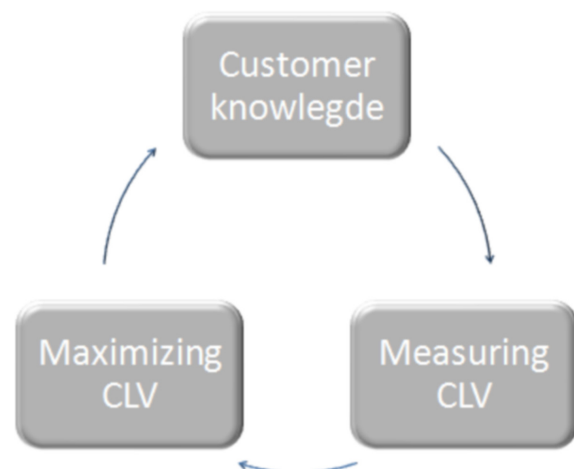 Customer
knowlegde
Maximizing
CLV
Measuring
CLV